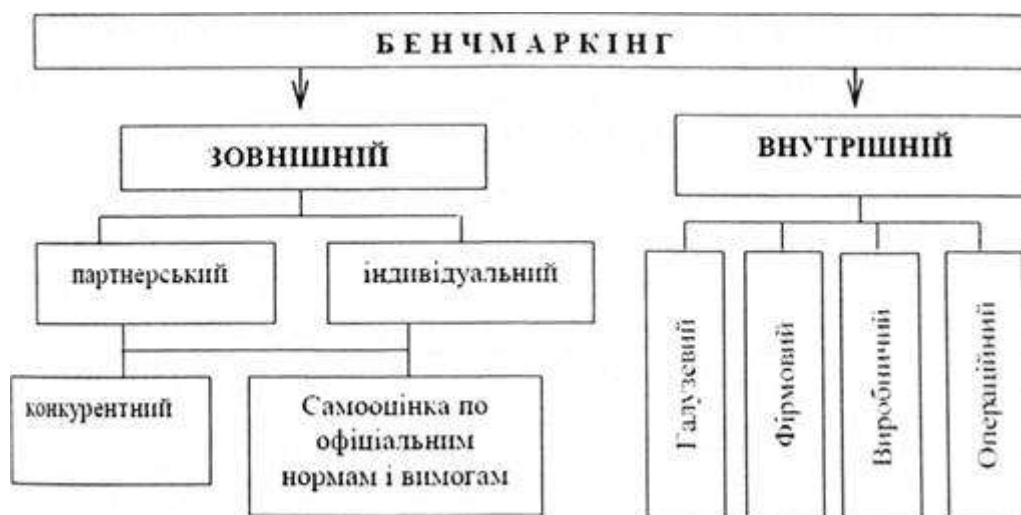 БЕНЧМАРКІНГ
ЗОВНІШНІЙ
ВНУТРІШНІЙ
партнерський
індивідуальний
конкурентний
Самооцінка по
офіціальним
нормам і вимогам
Галузевий
Фірмовий
Виробничий
Операційний